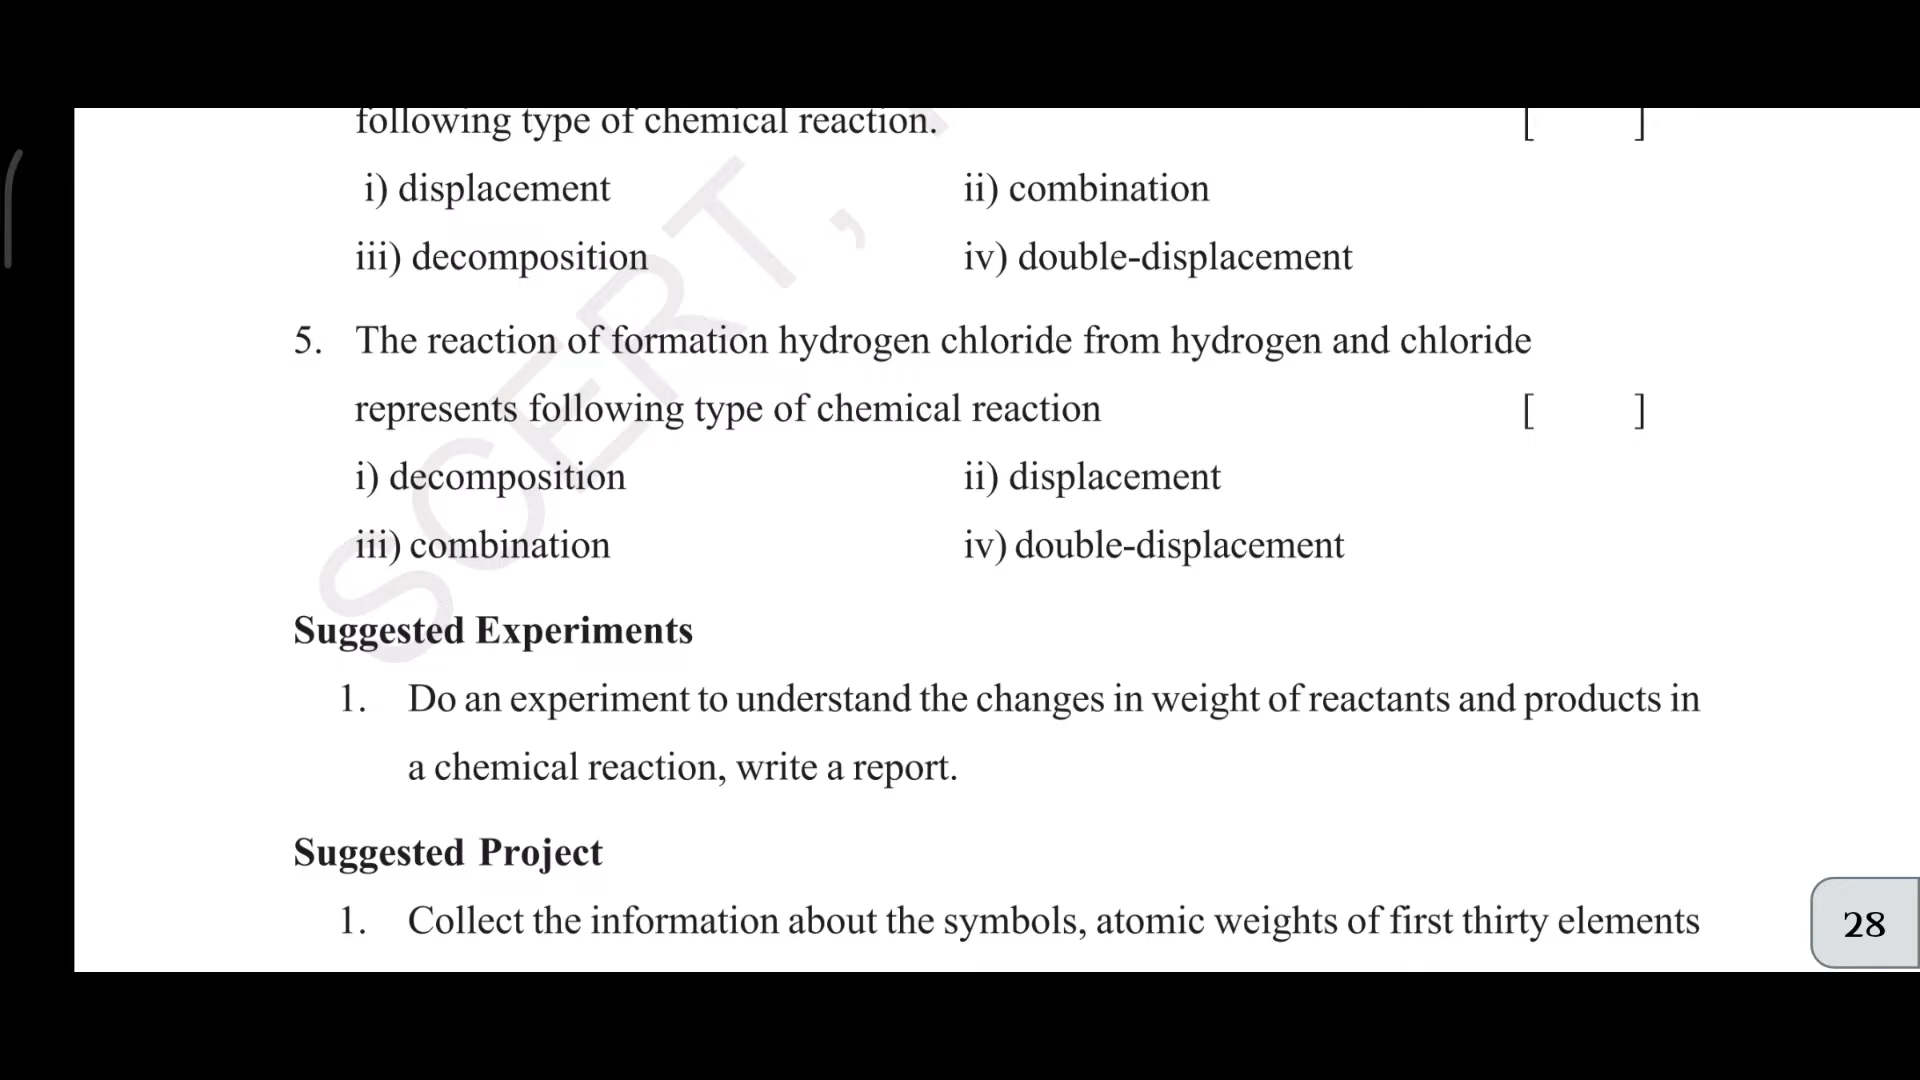 following type of chemical reaction. [ ]
i) displacement ii) combination
iii) decomposition iv) double-displacement
5. The reaction of formation hydrogen chloride from hydrogen and chloride
represents following type of chemical reaction [ ]
i) decomposition ii) displacement
iii) combination iv) double-displacement
Suggested Experiments
1. Do an experiment to understand the changes in weight of reactants and products in
a chemical reaction, write a report.
Suggested Project
1. Collect the information about the symbols, atomic weights of first thirty elements
28
SCERT,